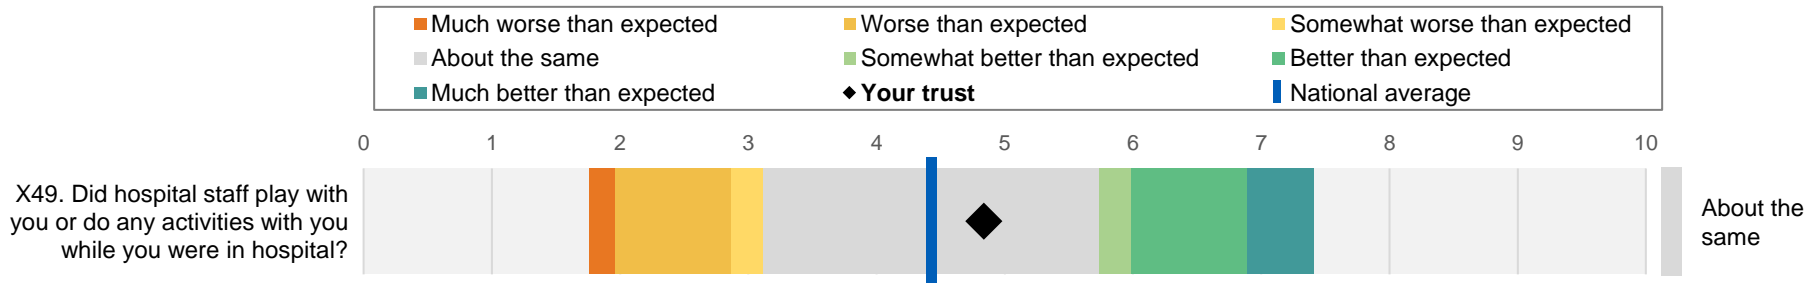 Much worse than expected
Worse than expected
Somewhat worse than expected
About the same
Somewhat better than expected
Better than expected
Much better than expected
Your trust
National average
0 1 2 3 4 5 6 7 8 9 10
X49. Did hospital staff play with
you or do any activities with you
while you were in hospital?
About the
same